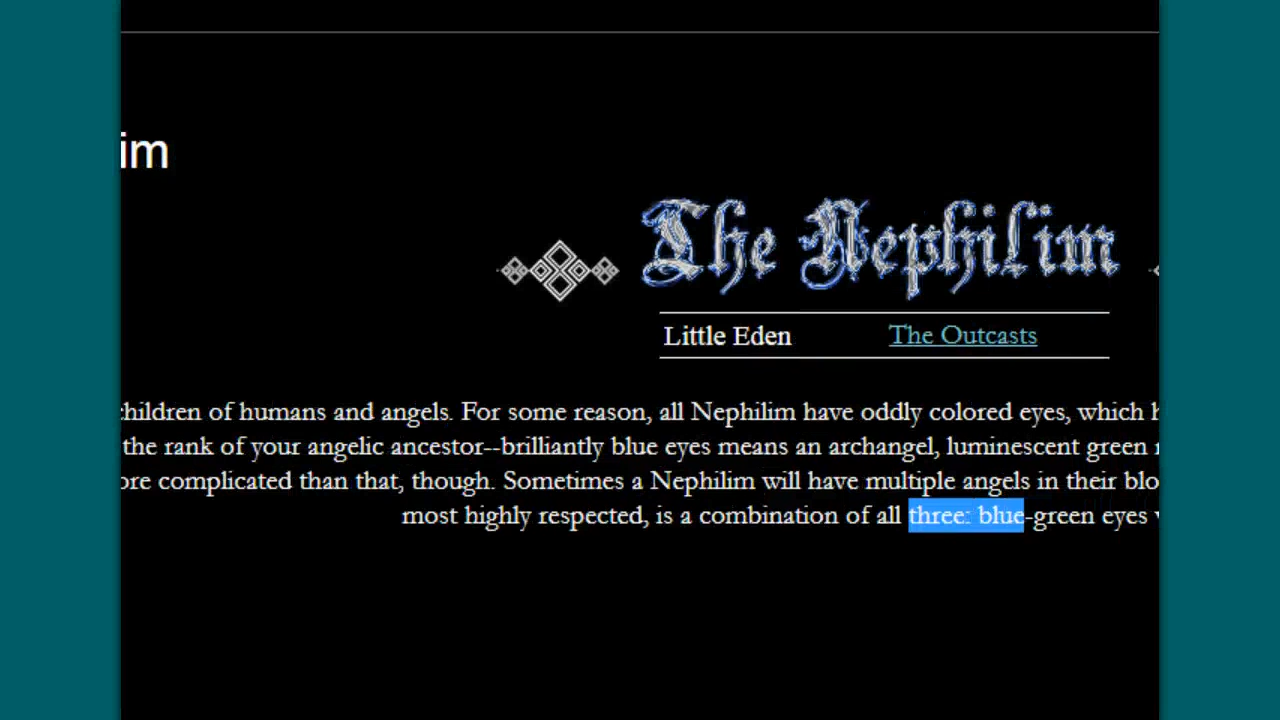 im
The Nephilim
Little Eden The Outcasts
children of humans and angels. For some reason, all Nephilim have oddly colored eyes, which
the rank of your angelic ancestor--brilliantly blue eyes means an archangel, luminescent green
ore complicated than that, though. Sometimes a Nephilim will have multiple angels in their blo
most highly respected, is a combination of all three: blue-green eyes